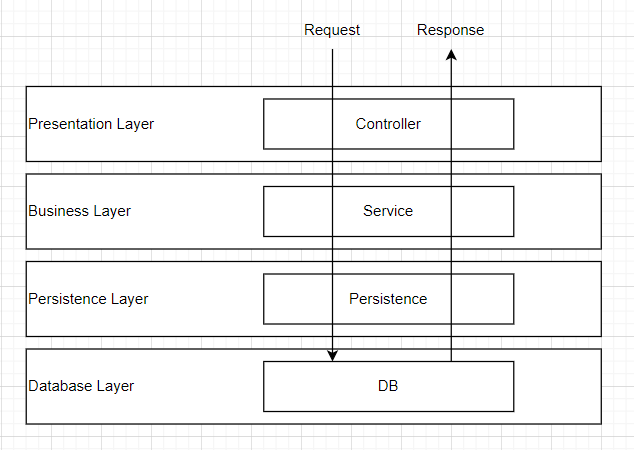 Request
Response
Presentation Layer
Controller
Business Layer
Service
Persistence Layer
Persistence
Database Layer
DB